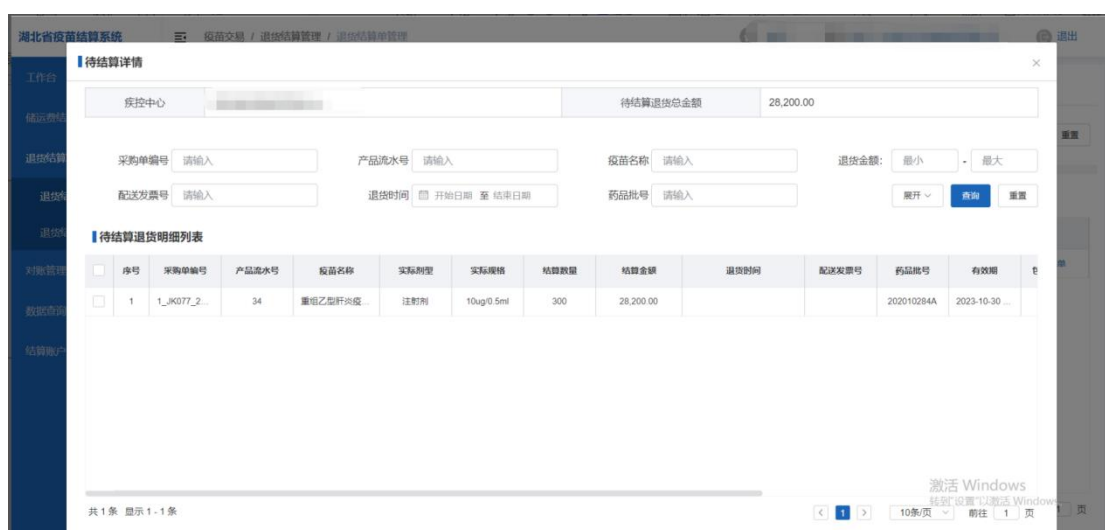 湖北省疫苗结算系统 疫苗交易 / 退货结算管理 / 退货结算单管理 退出
待结算详情 ×
工作台
疾控中心 待结算退货总金额 28,200.00
储运费结
重置
采购单编号 请输入 产品流水号 请输入 疫苗名称 请输入 退货金额: 最小 - 最大
退货结算
配送发票号 请输入 退货时间 开始日期 至 结束日期 药品批号 请输入 展开 查询 重置
退货结
退货结
待结算退货明细列表
对账管理
序号 采购单编号 产品流水号 疫苗名称 实际剂型 实际规格 结算数量 结算金额 退货时间 配送发票号 药品批号 有效期 单
1 1_JK077_2... 34 重组乙型肝炎疫... 注射剂 10ug/0.5ml 300 28,200.00 202010284A 2023-10-30 ...
数据查询
结算账户
激活 Windows
转到"设置"以激活 Windows
共 1 条 显示 1 - 1 条 < 1 > 10条/页 前往 1 页 页